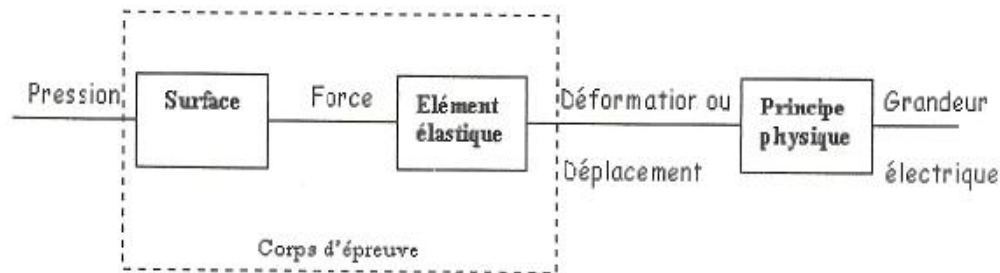 Pression
Surface
Force
Elément
élastique
Déformatior ou
Déplacement
Principe
physique
Grandeur
électrique
Corps d'épreuve